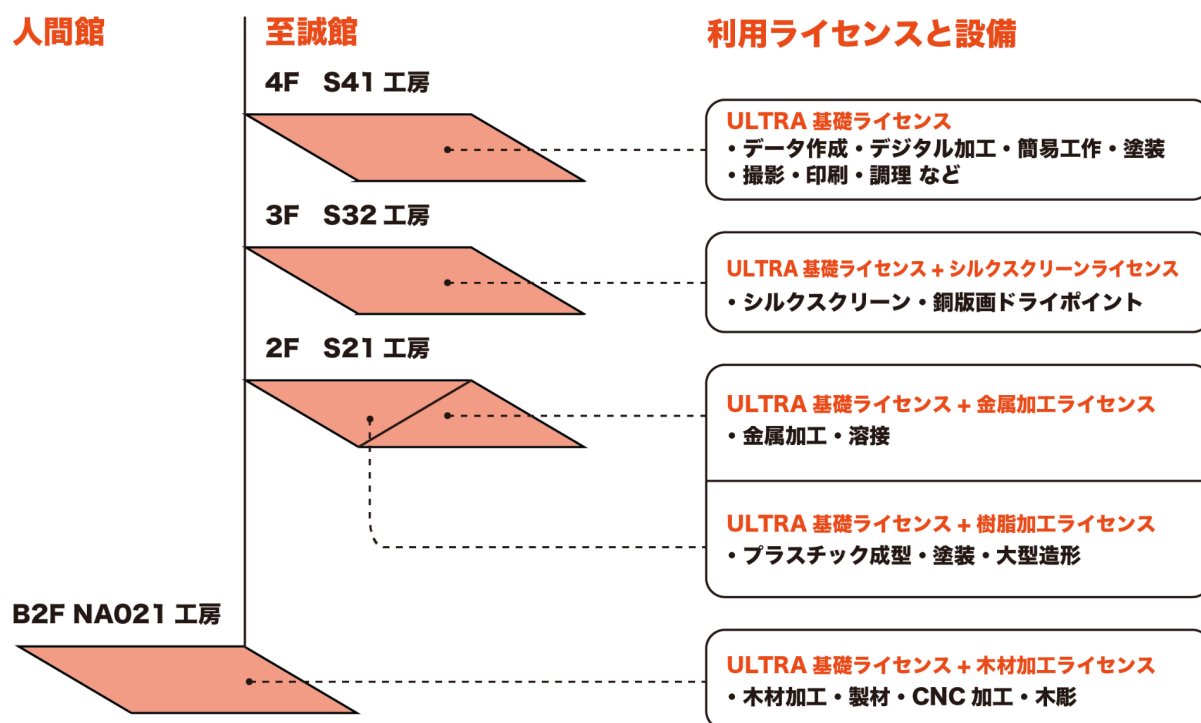 人間館
至誠館
利用ライセンスと設備
4F S41 工房
ULTRA 基礎ライセンス
・データ作成・デジタル加工・簡易工作・塗装
・撮影・印刷・調理 など
3F S32 工房
ULTRA 基礎ライセンス + シルクスクリーンライセンス
・シルクスクリーン・銅版画ドライポイント
2F S21 工房
ULTRA 基礎ライセンス + 金属加工ライセンス
・金属加工・溶接
ULTRA 基礎ライセンス + 樹脂加工ライセンス
・プラスチック成型・塗装・大型造形
B2F NA021 工房
ULTRA 基礎ライセンス + 木材加工ライセンス
・木材加工・製材・CNC 加工・木彫